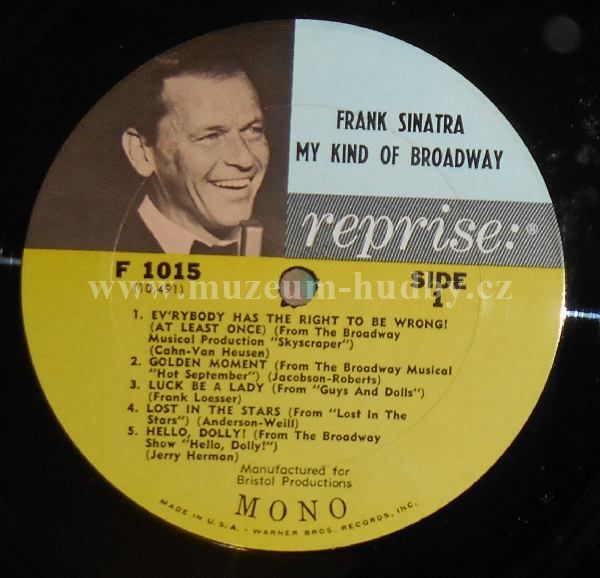 FRANK SINATRA
MY KIND OF BROADWAY
reprise:®
F 1015
(10,491)
SIDE
1
www.muzeum-hudby.cz
1. EV'RYBODY HAS THE RIGHT TO BE WRONG!
(AT LEAST ONCE) (From The Broadway
Musical Production "Skyscraper")
(Cahn-Van Heusen)
2. GOLDEN MOMENT (From The Broadway Musical
"Hot September") (Jacobson-Roberts)
3. LUCK BE A LADY (From "Guys And Dolls")
(Frank Loesser)
4. LOST IN THE STARS (From "Lost In The
Stars") (Anderson-Weill)
5. HELLO, DOLLY! (From The Broadway
Show "Hello, Dolly!")
(Jerry Herman)
Manufactured for
Bristol Productions
MONO
MADE IN U.S.A. - WARNER BROS. RECORDS, INC.